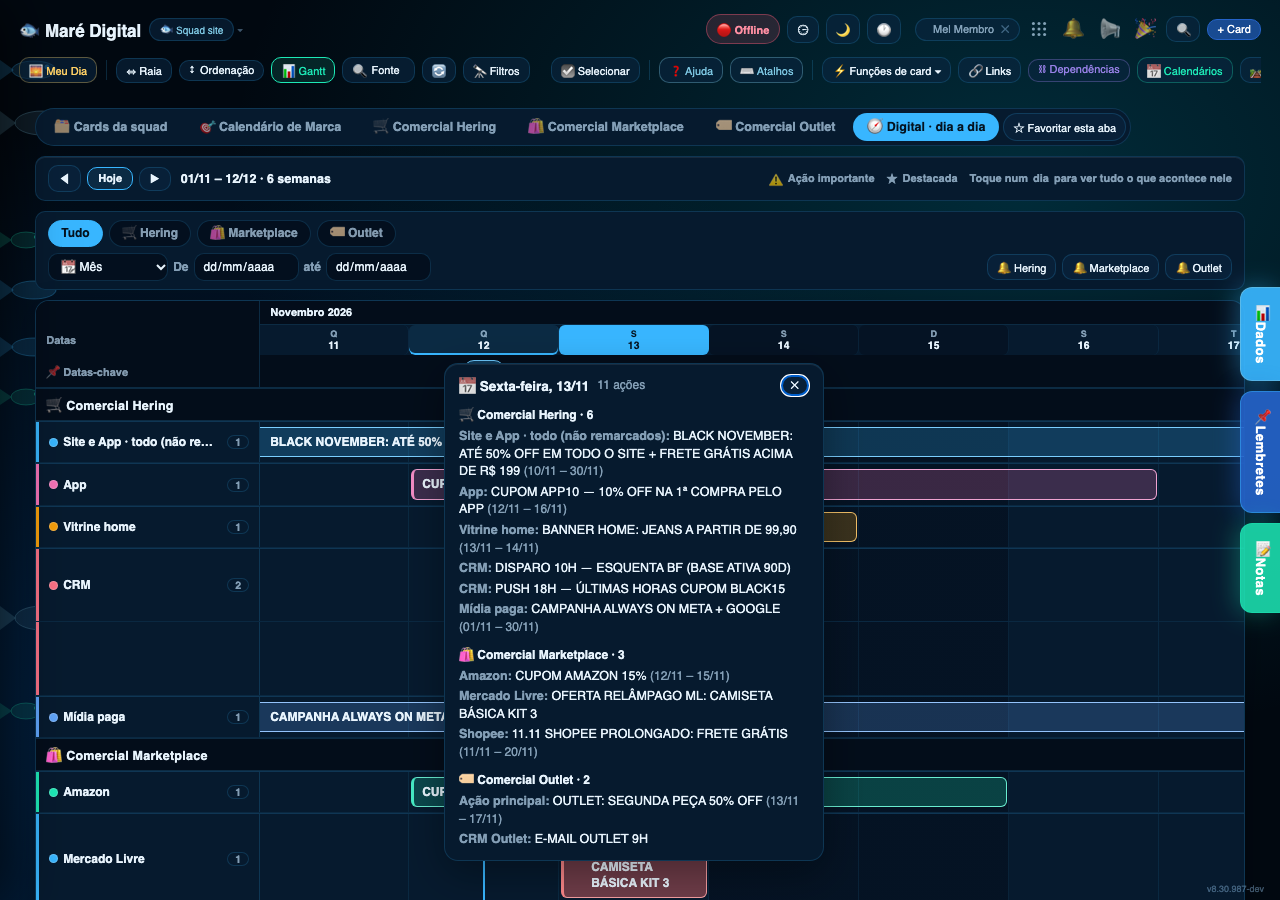 Maré Digital
Squad site
Offline
Mel Membro
+ Card
Meu Dia
Raia
Ordenação
Gantt
Fonte
Filtros
Selecionar
Ajuda
Atalhos
Funções de card
Links
Dependências
Calendários
Cards da squad
Calendário de Marca
Comercial Hering
Comercial Marketplace
Comercial Outlet
Digital · dia a dia
Favoritar esta aba
Hoje
01/11 – 12/12 · 6 semanas
Ação importante
Destacada
Toque num dia para ver tudo o que acontece nele
Tudo
Hering
Marketplace
Outlet
Mês
De
dd/mm/aaaa
até
dd/mm/aaaa
Hering
Marketplace
Outlet
Novembro 2026
Datas
Q
11
Q
12
S
13
S
14
D
15
S
16
T
17
Datas-chave
Comercial Hering
Site e App · todo (não re...
1
BLACK NOVEMBER: ATÉ 50%
App
1
CUP
Vitrine home
1
CRM
2
Mídia paga
1
CAMPANHA ALWAYS ON META
Comercial Marketplace
Amazon
1
CUP
Mercado Livre
1
CAMISETA
BÁSICA KIT 3
Sexta-feira, 13/11 11 ações
Comercial Hering · 6
Site e App · todo (não remarcados): BLACK NOVEMBER:
ATÉ 50% OFF EM TODO O SITE + FRETE GRÁTIS ACIMA
DE R$ 199 (10/11 – 30/11)
App: CUPOM APP10 — 10% OFF NA 1ª COMPRA PELO
APP (12/11 – 16/11)
Vitrine home: BANNER HOME: JEANS A PARTIR DE 99,90
(13/11 – 14/11)
CRM: DISPARO 10H — ESQUENTA BF (BASE ATIVA 90D)
CRM: PUSH 18H — ÚLTIMAS HORAS CUPOM BLACK15
Mídia paga: CAMPANHA ALWAYS ON META + GOOGLE
(01/11 – 30/11)
Comercial Marketplace · 3
Amazon: CUPOM AMAZON 15% (12/11 – 15/11)
Mercado Livre: OFERTA RELÂMPAGO ML: CAMISETA
BÁSICA KIT 3
Shopee: 11.11 SHOPEE PROLONGADO: FRETE GRÁTIS
(11/11 – 20/11)
Comercial Outlet · 2
Ação principal: OUTLET: SEGUNDA PEÇA 50% OFF (13/11
– 17/11)
CRM Outlet: E-MAIL OUTLET 9H
Dados
Lembretes
Notas
v8.30.987-dev